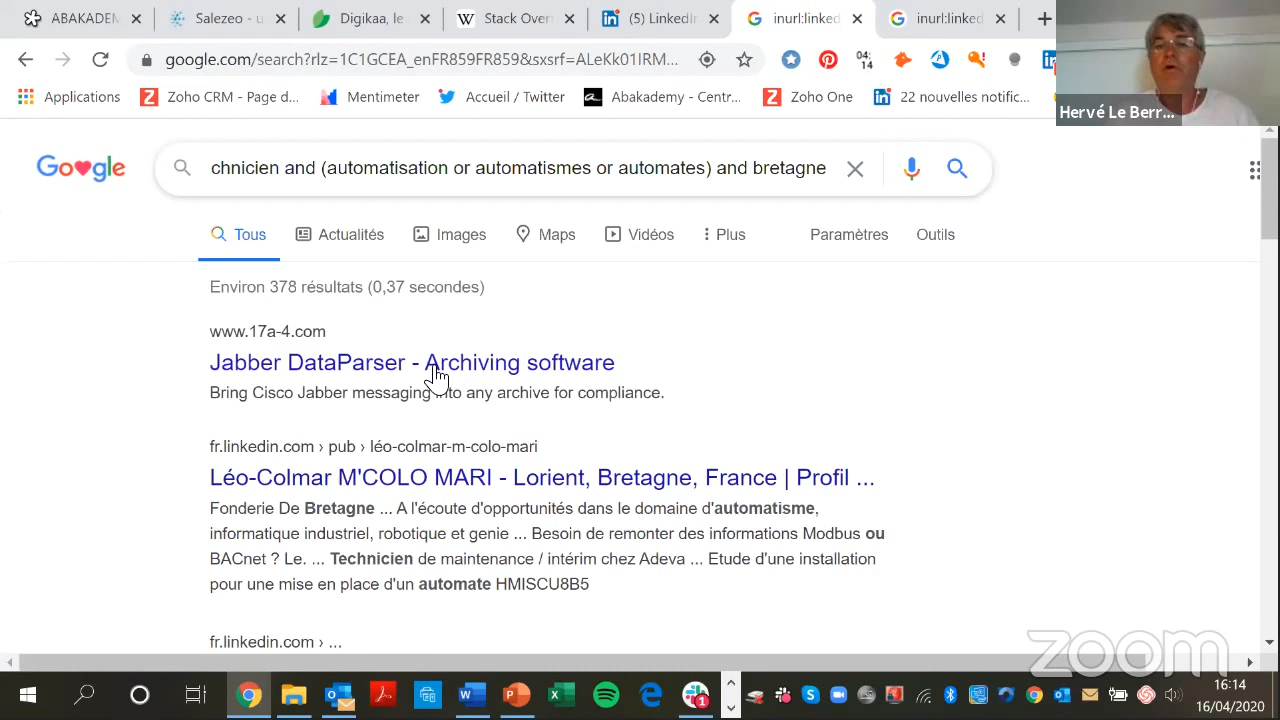 ABAKADEM
Salezeo - la
Digikaa, le
Stack Over
(5) LinkedIn
inurl:linked
inurl:linked
google.com/search?rlz=1C1GCEA_enFR859FR859&sxsrf=ALeKk01IRM...
04:
14
Applications
Zoho CRM - Page d...
Mentimeter
Accueil / Twitter
Abakademy - Centr...
Zoho One
22 nouvelles notific...
Hervé Le Berr...
Google
chnicien and (automatisation or automatismes or automates) and bretagne
Tous
Actualités
Images
Maps
Vidéos
Plus
Paramètres
Outils
Environ 378 résultats (0,37 secondes)
www.17a-4.com
Jabber DataParser - Archiving software
Bring Cisco Jabber messaging into any archive for compliance.
fr.linkedin.com › pub › léo-colmar-m-colo-mari
Léo-Colmar M'COLO MARI - Lorient, Bretagne, France | Profil ...
Fonderie De Bretagne ... A l'écoute d'opportunités dans le domaine d'automatisme,
informatique industriel, robotique et genie ... Besoin de remonter des informations Modbus ou
BACnet ? Le. ... Technicien de maintenance / intérim chez Adeva ... Etude d'une installation
pour une mise en place d'un automate HMISCU8B5
fr.linkedin.com › ...
zoom
16:14
16/04/2020